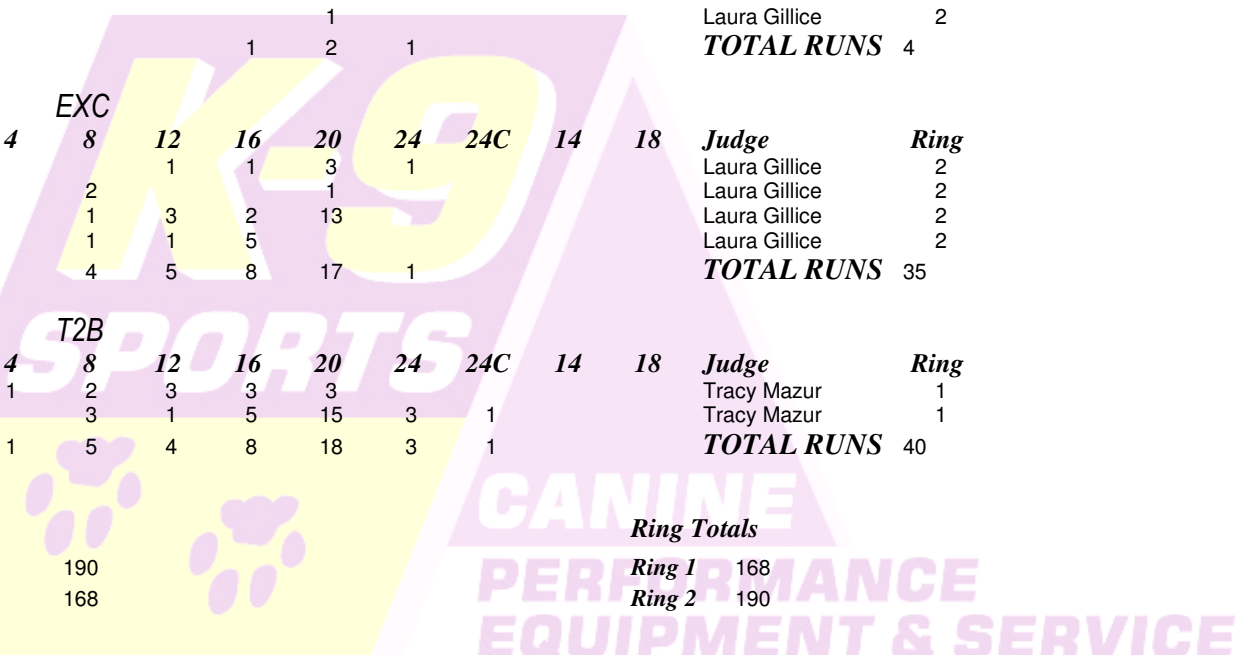 1 Laura Gillice 2
1 2 1 TOTAL RUNS 4
EXC
4 8 12 16 20 24 24C 14 18 Judge Ring
1 1 3 1 Laura Gillice 2
2 1 Laura Gillice 2
1 3 2 13 Laura Gillice 2
1 1 5 Laura Gillice 2
4 5 8 17 1 TOTAL RUNS 35
T2B
4 8 12 16 20 24 24C 14 18 Judge Ring
1 2 3 3 3 Tracy Mazur 1
3 1 5 15 3 1 Tracy Mazur 1
1 5 4 8 18 3 1 TOTAL RUNS 40
Ring Totals
190 Ring 1 168
168 Ring 2 190
K-9
SPORTS
CANINE
PERFORMANCE
EQUIPMENT & SERVICE